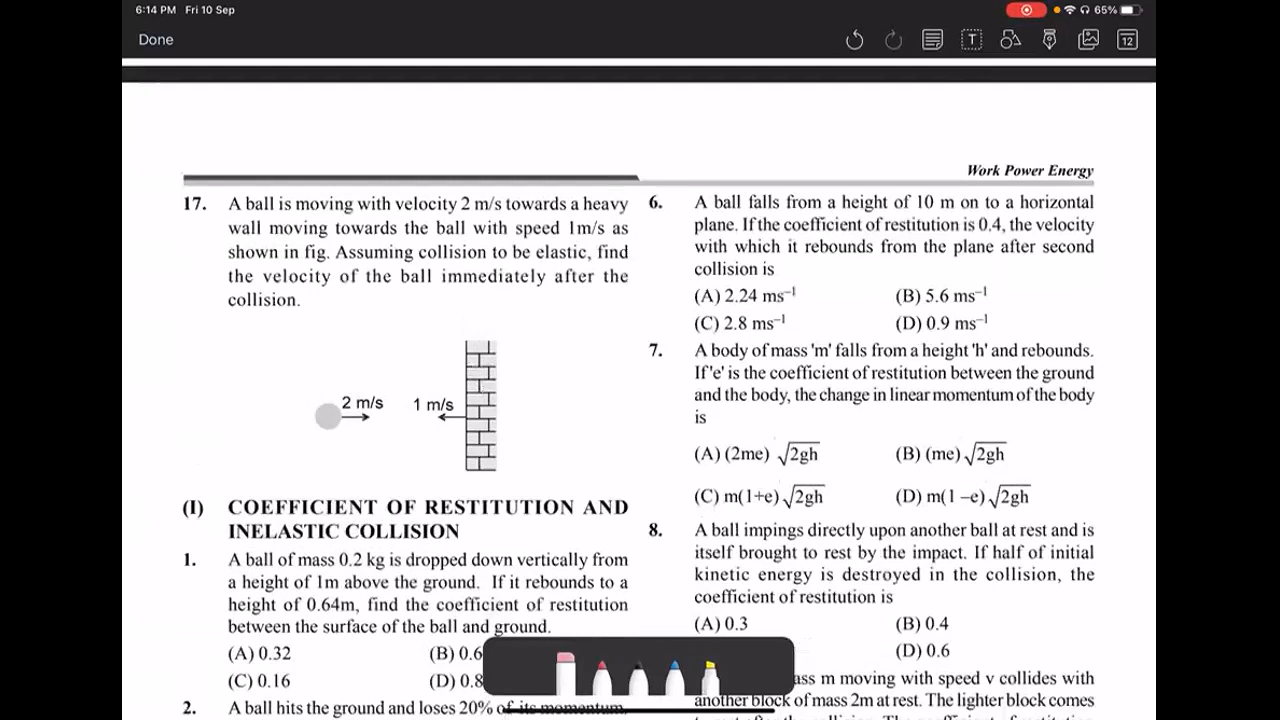 6:14 PM Fri 10 Sep
65%
Done
T
12
Work Power Energy
17. A ball is moving with velocity 2 m/s towards a heavy
wall moving towards the ball with speed 1m/s as
shown in fig. Assuming collision to be elastic, find
the velocity of the ball immediately after the
collision.
2 m/s 1 m/s
(I) COEFFICIENT OF RESTITUTION AND
INELASTIC COLLISION
1. A ball of mass 0.2 kg is dropped down vertically from
a height of 1m above the ground. If it rebounds to a
height of 0.64m, find the coefficient of restitution
between the surface of the ball and ground.
(A) 0.32 (B) 0.6
(C) 0.16 (D) 0.8
2. A ball hits the ground and loses 20% of its momentum.
6. A ball falls from a height of 10 m on to a horizontal
plane. If the coefficient of restitution is 0.4, the velocity
with which it rebounds from the plane after second
collision is
(A) 2.24 ms⁻¹ (B) 5.6 ms⁻¹
(C) 2.8 ms⁻¹ (D) 0.9 ms⁻¹
7. A body of mass 'm' falls from a height 'h' and rebounds.
If 'e' is the coefficient of restitution between the ground
and the body, the change in linear momentum of the body
is
(A) (2me) √2gh (B) (me) √2gh
(C) m(1+e) √2gh (D) m(1 –e) √2gh
8. A ball impings directly upon another ball at rest and is
itself brought to rest by the impact. If half of initial
kinetic energy is destroyed in the collision, the
coefficient of restitution is
(A) 0.3 (B) 0.4
(D) 0.6
ass m moving with speed v collides with
another block of mass 2m at rest. The lighter block comes